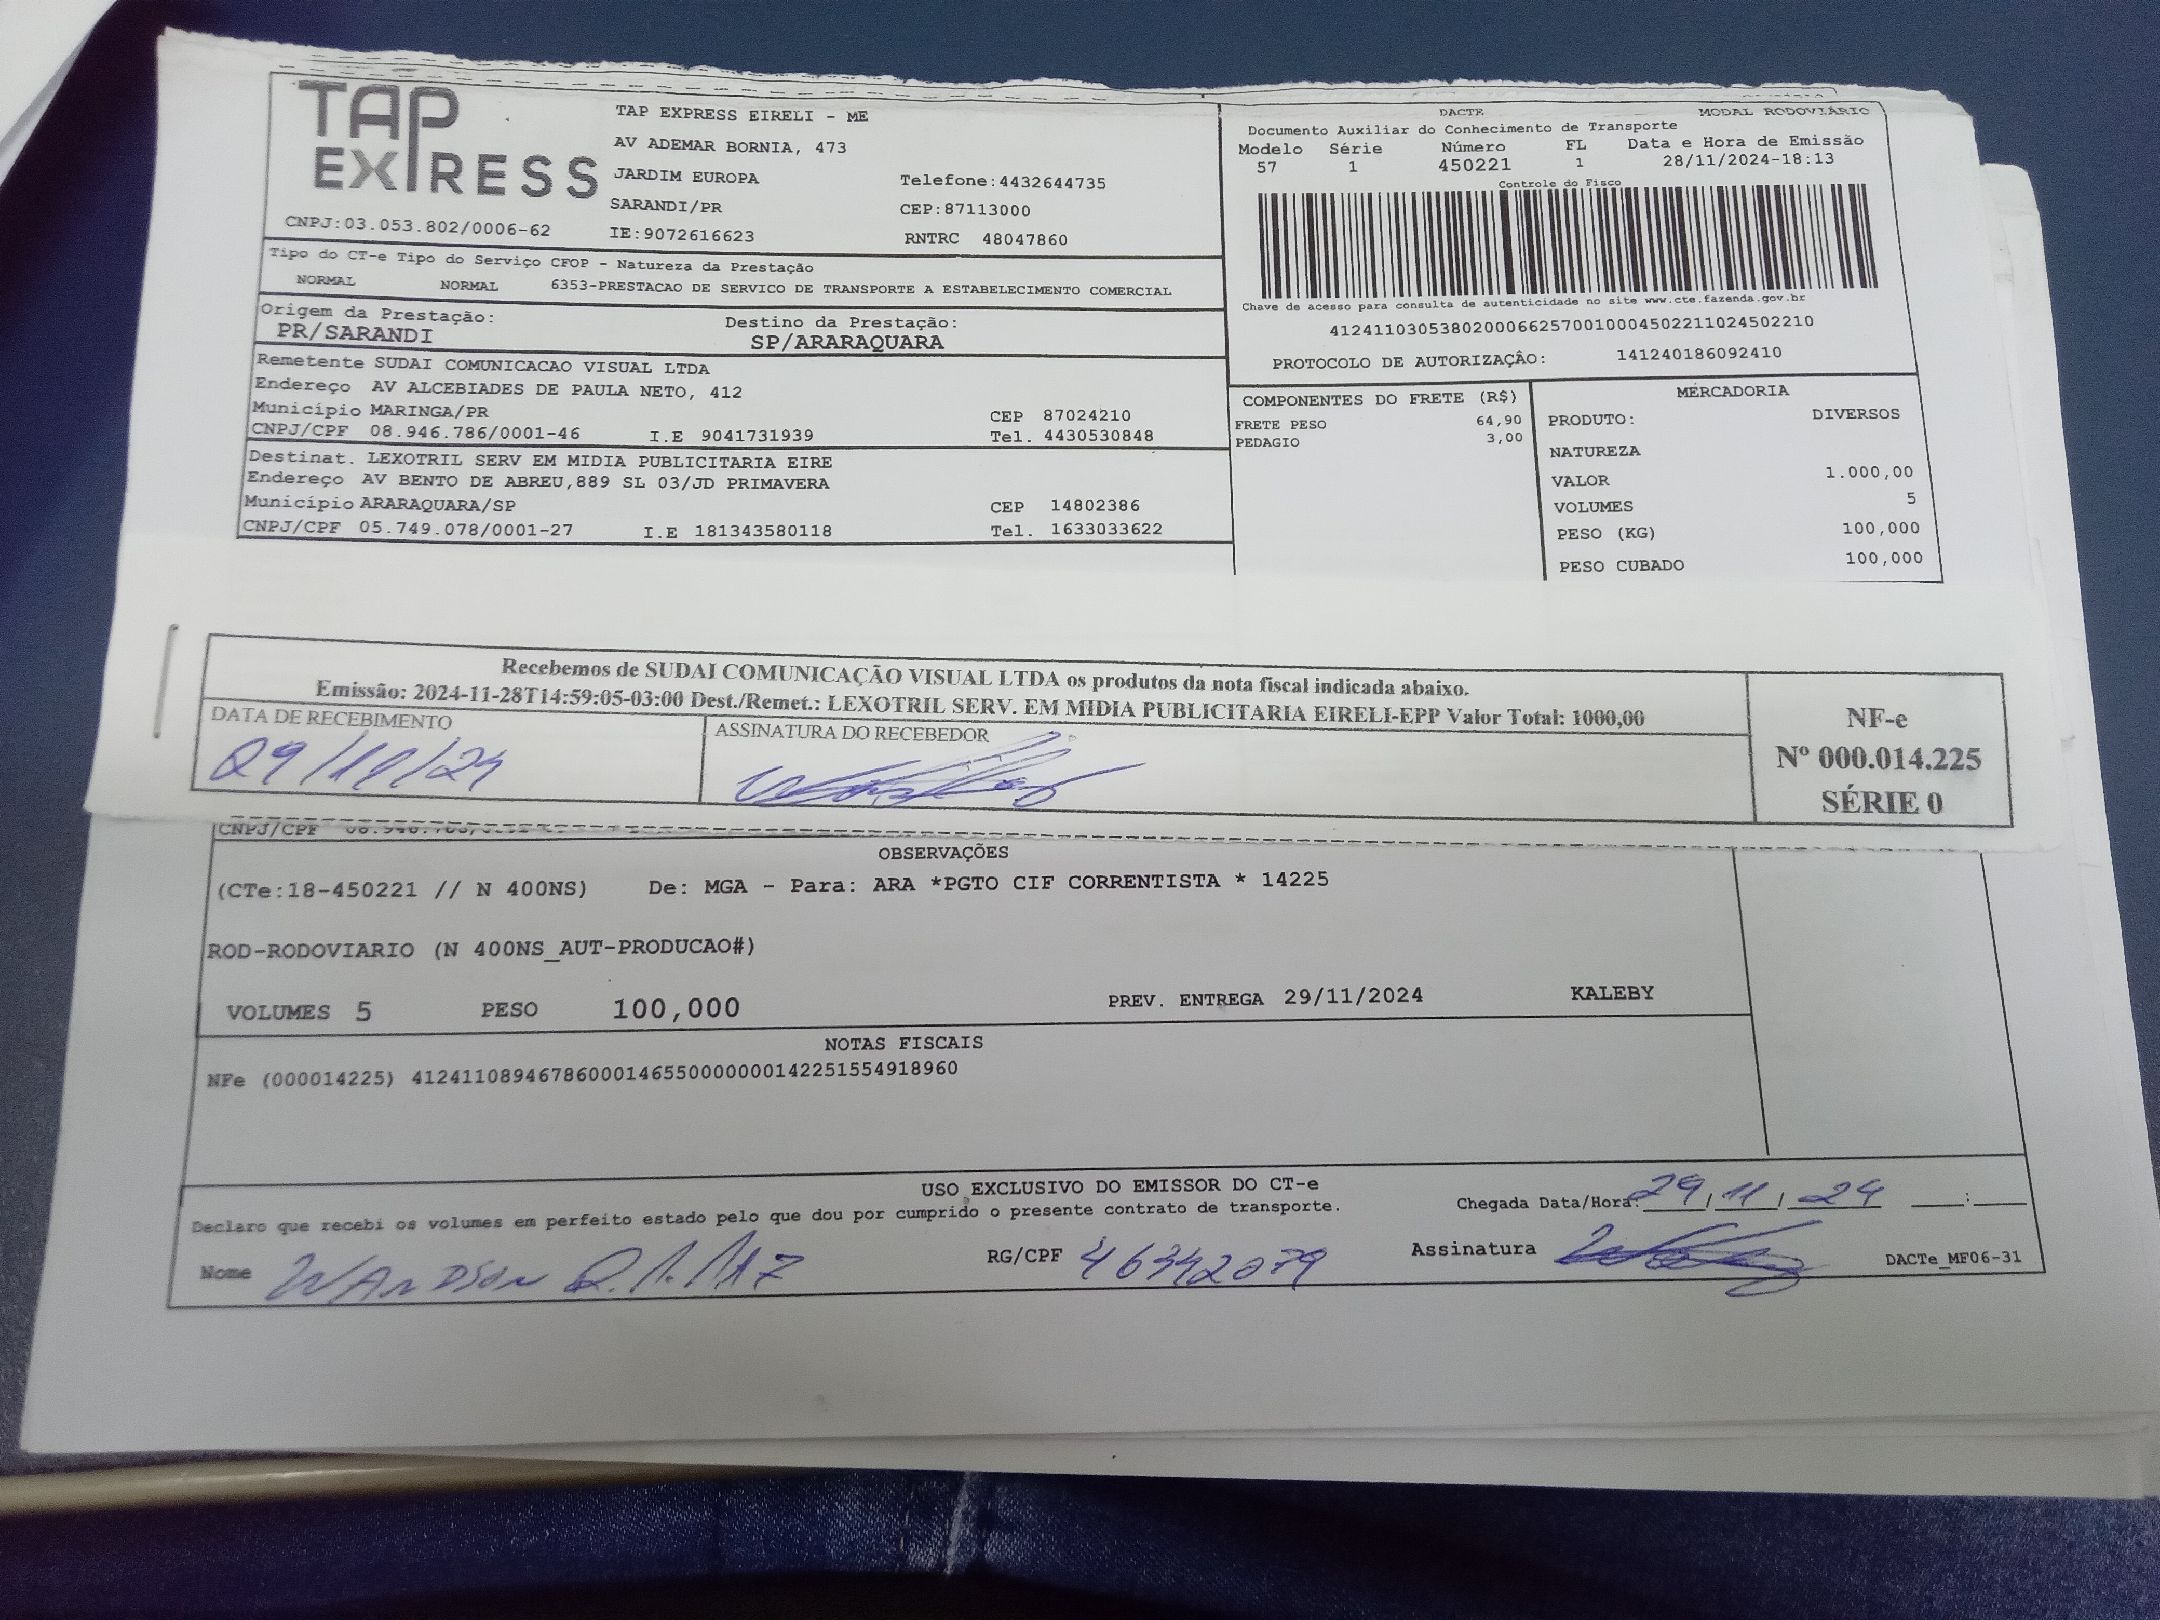 TAP EXPRESS
TAP EXPRESS EIRELI - ME
AV ADEMAR BORNIA, 473
JARDIM EUROPA Telefone:4432644735
SARANDI/PR CEP:87113000
CNPJ:03.053.802/0006-62 IE:9072616623 RNTRC 48047860
DACTE MODAL RODOVIÁRIO
Documento Auxiliar do Conhecimento de Transporte
Modelo Série Número FL Data e Hora de Emissão
57 1 450221 1 28/11/2024-18:13
Controle do Fisco
Chave de acesso para consulta de autenticidade no site www.cte.fazenda.gov.br
41241103053802000662570010004502211024502210
PROTOCOLO DE AUTORIZAÇÃO: 141240186092410
Tipo do CT-e Tipo do Serviço CFOP - Natureza da Prestação
NORMAL NORMAL 6353-PRESTACAO DE SERVICO DE TRANSPORTE A ESTABELECIMENTO COMERCIAL
Origem da Prestação: Destino da Prestação:
PR/SARANDI SP/ARARAQUARA
Remetente SUDAI COMUNICACAO VISUAL LTDA
Endereço AV ALCEBIADES DE PAULA NETO, 412
Município MARINGA/PR CEP 87024210
CNPJ/CPF 08.946.786/0001-46 I.E 9041731939 Tel. 4430530848
Destinat. LEXOTRIL SERV EM MIDIA PUBLICITARIA EIRE
Endereço AV BENTO DE ABREU,889 SL 03/JD PRIMAVERA
Município ARARAQUARA/SP CEP 14802386
CNPJ/CPF 05.749.078/0001-27 I.E 181343580118 Tel. 1633033622
COMPONENTES DO FRETE (R$)
FRETE PESO 64,90
PEDAGIO 3,00
MERCADORIA
PRODUTO: DIVERSOS
NATUREZA
VALOR 1.000,00
VOLUMES 5
PESO (KG) 100,000
PESO CUBADO 100,000
Recebemos de SUDAI COMUNICAÇÃO VISUAL LTDA os produtos da nota fiscal indicada abaixo.
Emissão: 2024-11-28T14:59:05-03:00 Dest./Remet.: LEXOTRIL SERV. EM MIDIA PUBLICITARIA EIRELI-EPP Valor Total: 1000,00
DATA DE RECEBIMENTO ASSINATURA DO RECEBEDOR
29/11/24
NF-e
Nº 000.014.225
SÉRIE 0
CNPJ/CPF
OBSERVAÇÕES
(CTe:18-450221 // N 400NS) De: MGA - Para: ARA *PGTO CIF CORRENTISTA * 14225
ROD-RODOVIARIO (N 400NS_AUT-PRODUCAO#)
VOLUMES 5 PESO 100,000 PREV. ENTREGA 29/11/2024 KALEBY
NOTAS FISCAIS
NFe (000014225) 41241108946786000146550000000142251554918960
USO EXCLUSIVO DO EMISSOR DO CT-e
Declaro que recebi os volumes em perfeito estado pelo que dou por cumprido o presente contrato de transporte.
Chegada Data/Hora: 29/11/24 :
Nome RG/CPF 46342079 Assinatura DACTe_MF06-31